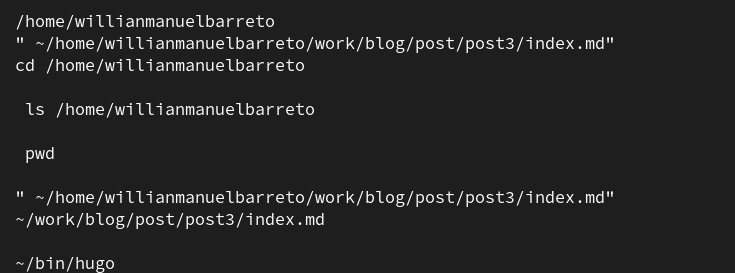 /home/willianmanuelbarreto
" ~/home/willianmanuelbarreto/work/blog/post/post3/index.md"
cd /home/willianmanuelbarreto
ls /home/willianmanuelbarreto
pwd
" ~/home/willianmanuelbarreto/work/blog/post/post3/index.md"
~/work/blog/post/post3/index.md
~/bin/hugo